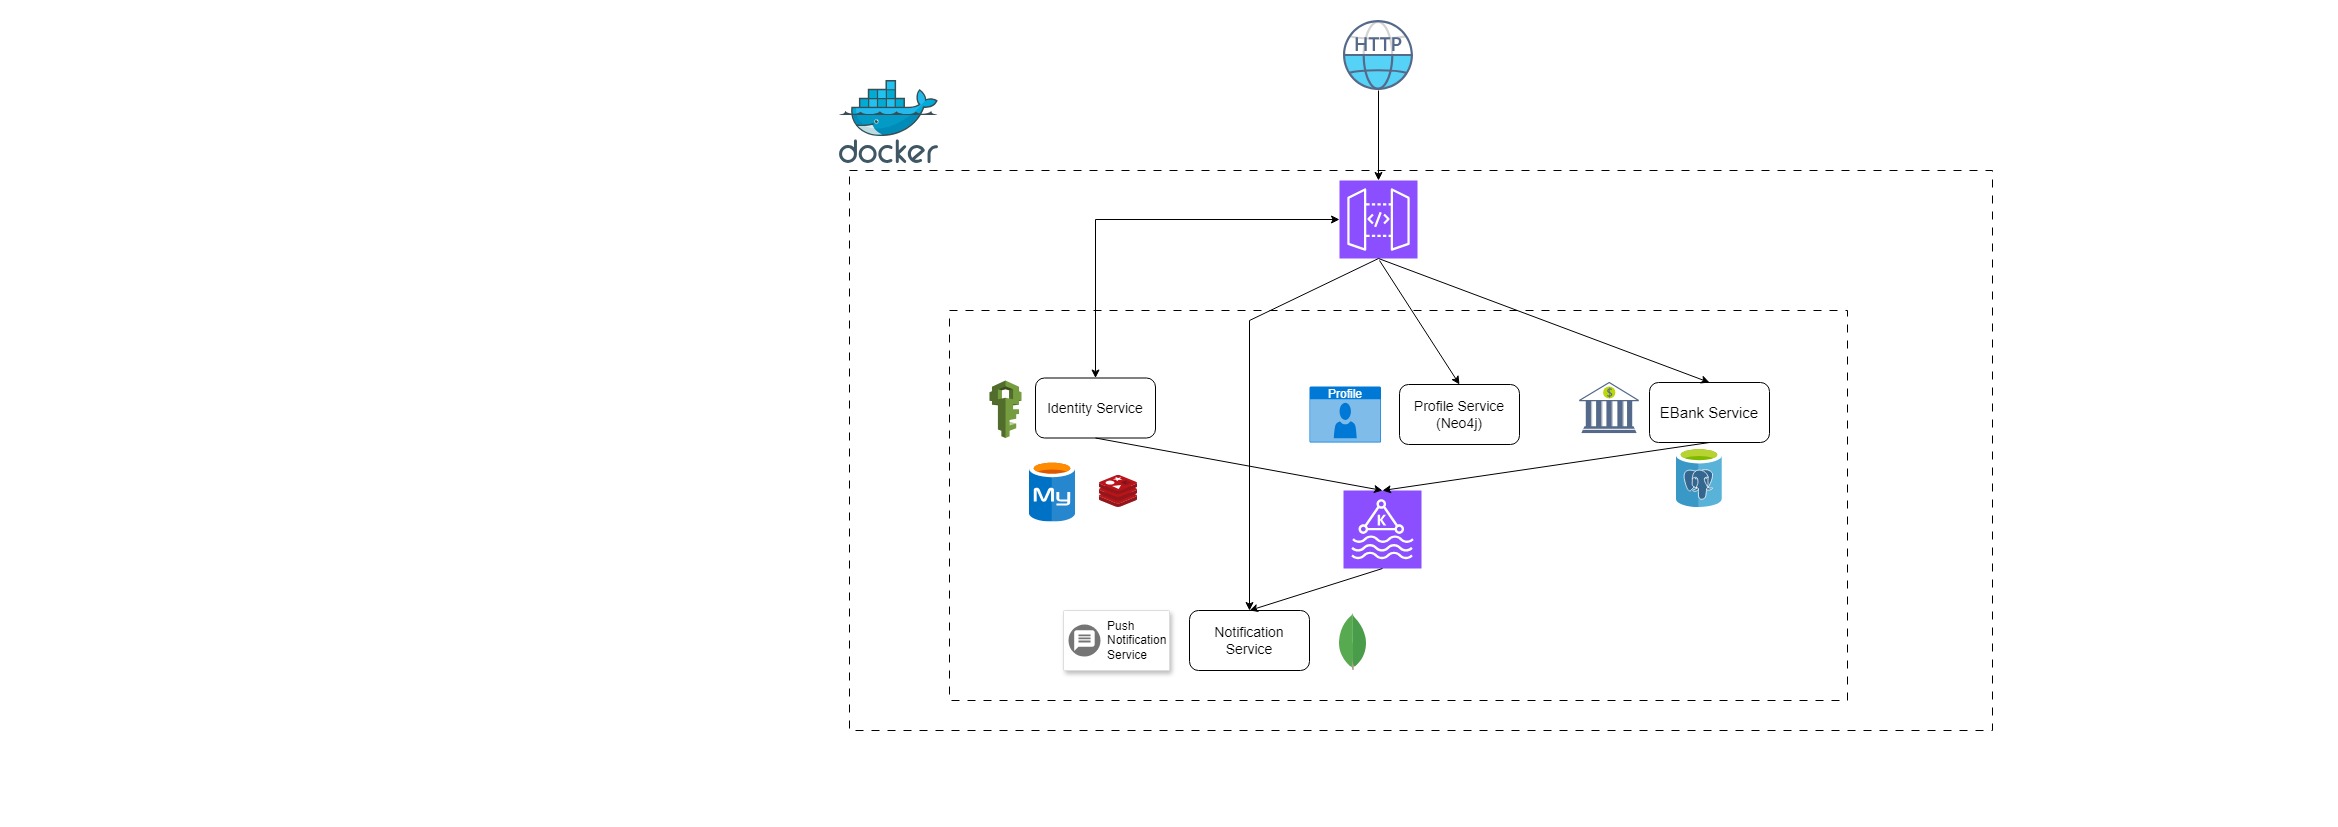 HTTP
docker
</>
Identity Service
Profile
Profile Service
(Neo4j)
$
EBank Service
My
K
Push
Notification
Service
Notification
Service